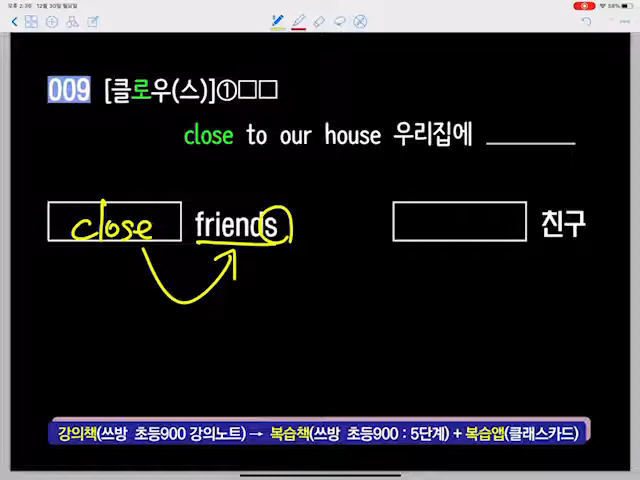 오후 2:36 12월 30일 월요일 58%
009 [클로우(스)]①□□
close to our house 우리집에 ________
close friends 친구
강의책(쓰방 초등900 강의노트) → 복습책(쓰방 초등900 : 5단계) + 복습앱(클래스카드)